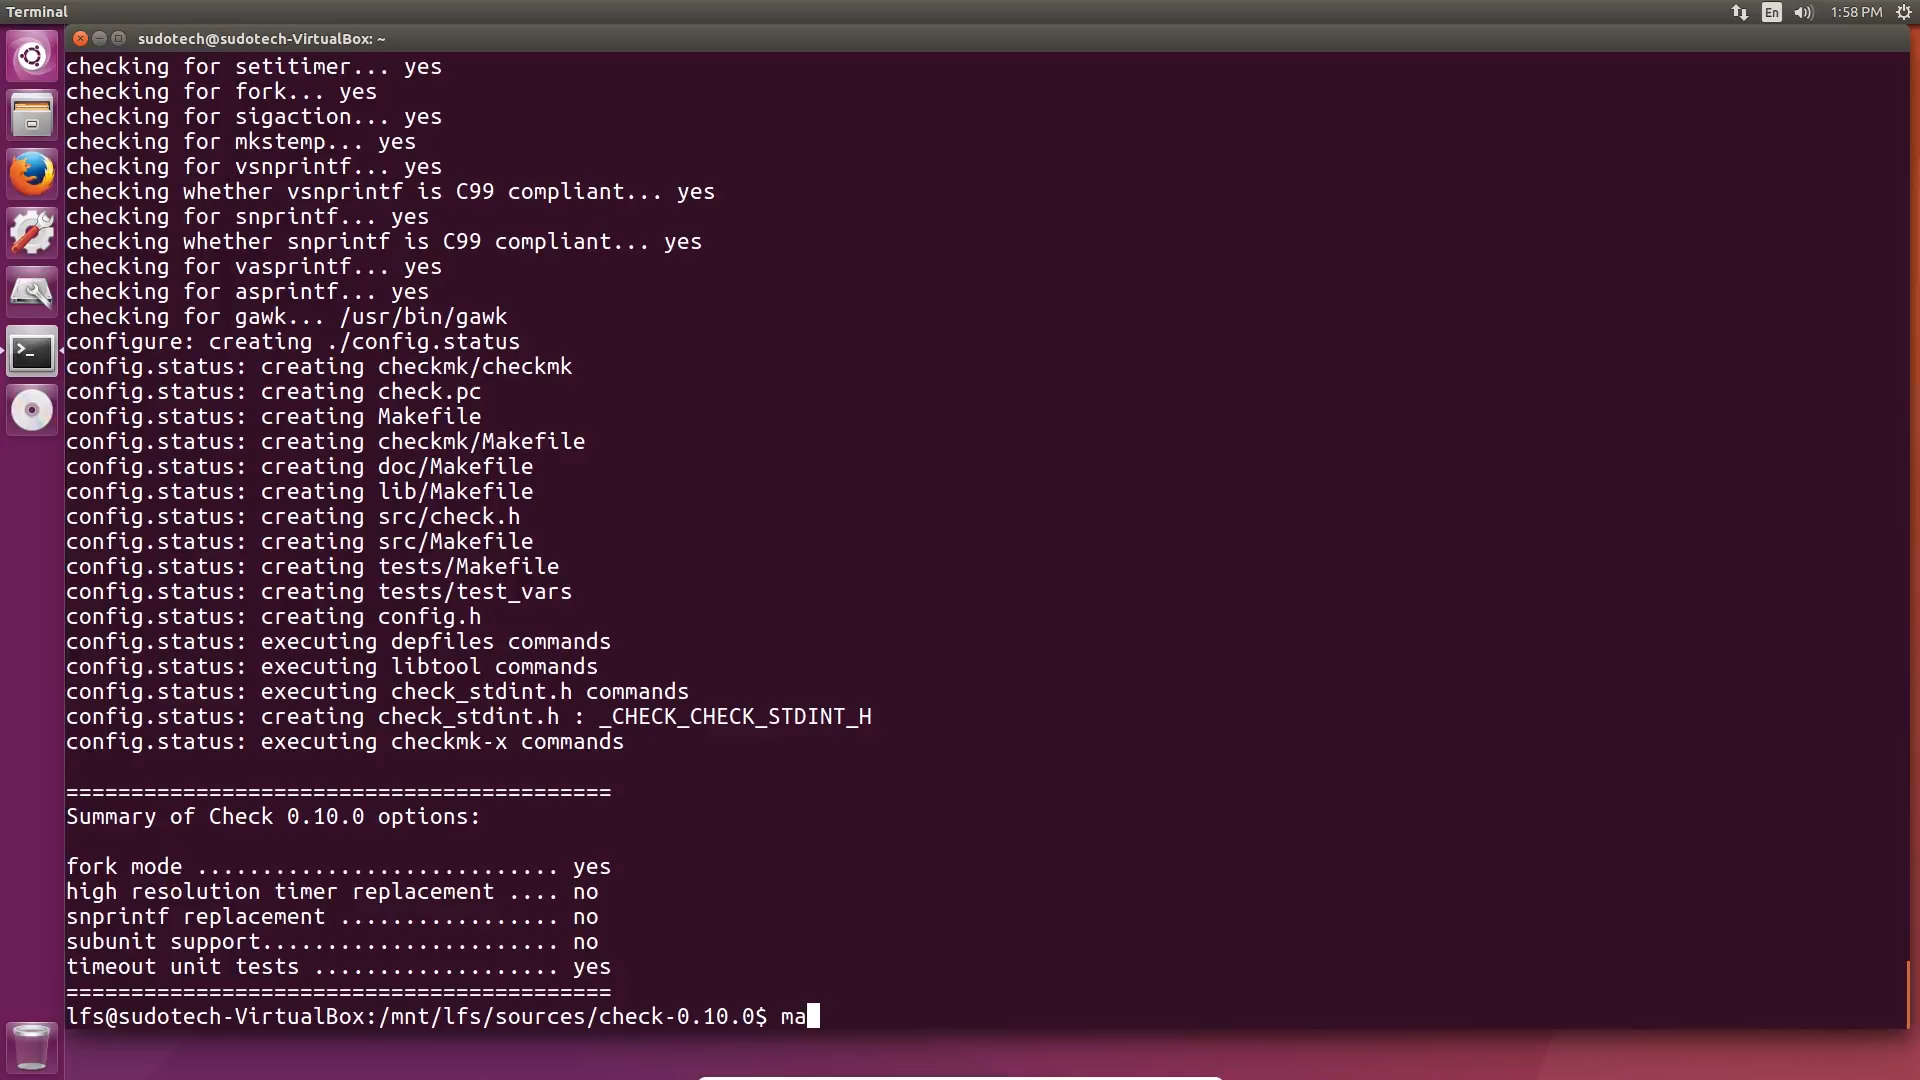 Terminal
En
1:58 PM
sudotech@sudotech-VirtualBox: ~
checking for setitimer... yes
checking for fork... yes
checking for sigaction... yes
checking for mkstemp... yes
checking for vsnprintf... yes
checking whether vsnprintf is C99 compliant... yes
checking for snprintf... yes
checking whether snprintf is C99 compliant... yes
checking for vasprintf... yes
checking for asprintf... yes
checking for gawk... /usr/bin/gawk
configure: creating ./config.status
config.status: creating checkmk/checkmk
config.status: creating check.pc
config.status: creating Makefile
config.status: creating checkmk/Makefile
config.status: creating doc/Makefile
config.status: creating lib/Makefile
config.status: creating src/check.h
config.status: creating src/Makefile
config.status: creating tests/Makefile
config.status: creating tests/test_vars
config.status: creating config.h
config.status: executing depfiles commands
config.status: executing libtool commands
config.status: executing check_stdint.h commands
config.status: creating check_stdint.h : _CHECK_CHECK_STDINT_H
config.status: executing checkmk-x commands
==========================================
Summary of Check 0.10.0 options:
fork mode ............................ yes
high resolution timer replacement .... no
snprintf replacement ................. no
subunit support....................... no
timeout unit tests ................... yes
==========================================
lfs@sudotech-VirtualBox:/mnt/lfs/sources/check-0.10.0$ ma